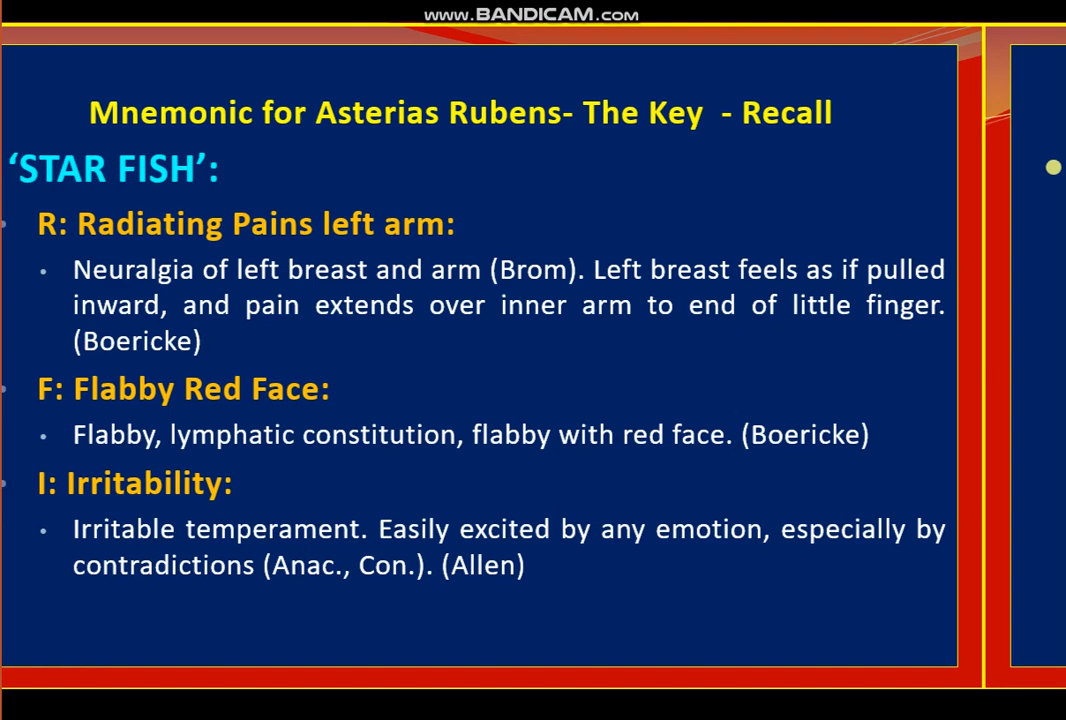 www.BANDICAM.com
Mnemonic for Asterias Rubens- The Key - Recall
‘STAR FISH’:
R: Radiating Pains left arm:
• Neuralgia of left breast and arm (Brom). Left breast feels as if pulled
inward, and pain extends over inner arm to end of little finger.
(Boericke)
F: Flabby Red Face:
• Flabby, lymphatic constitution, flabby with red face. (Boericke)
I: Irritability:
• Irritable temperament. Easily excited by any emotion, especially by
contradictions (Anac., Con.). (Allen)